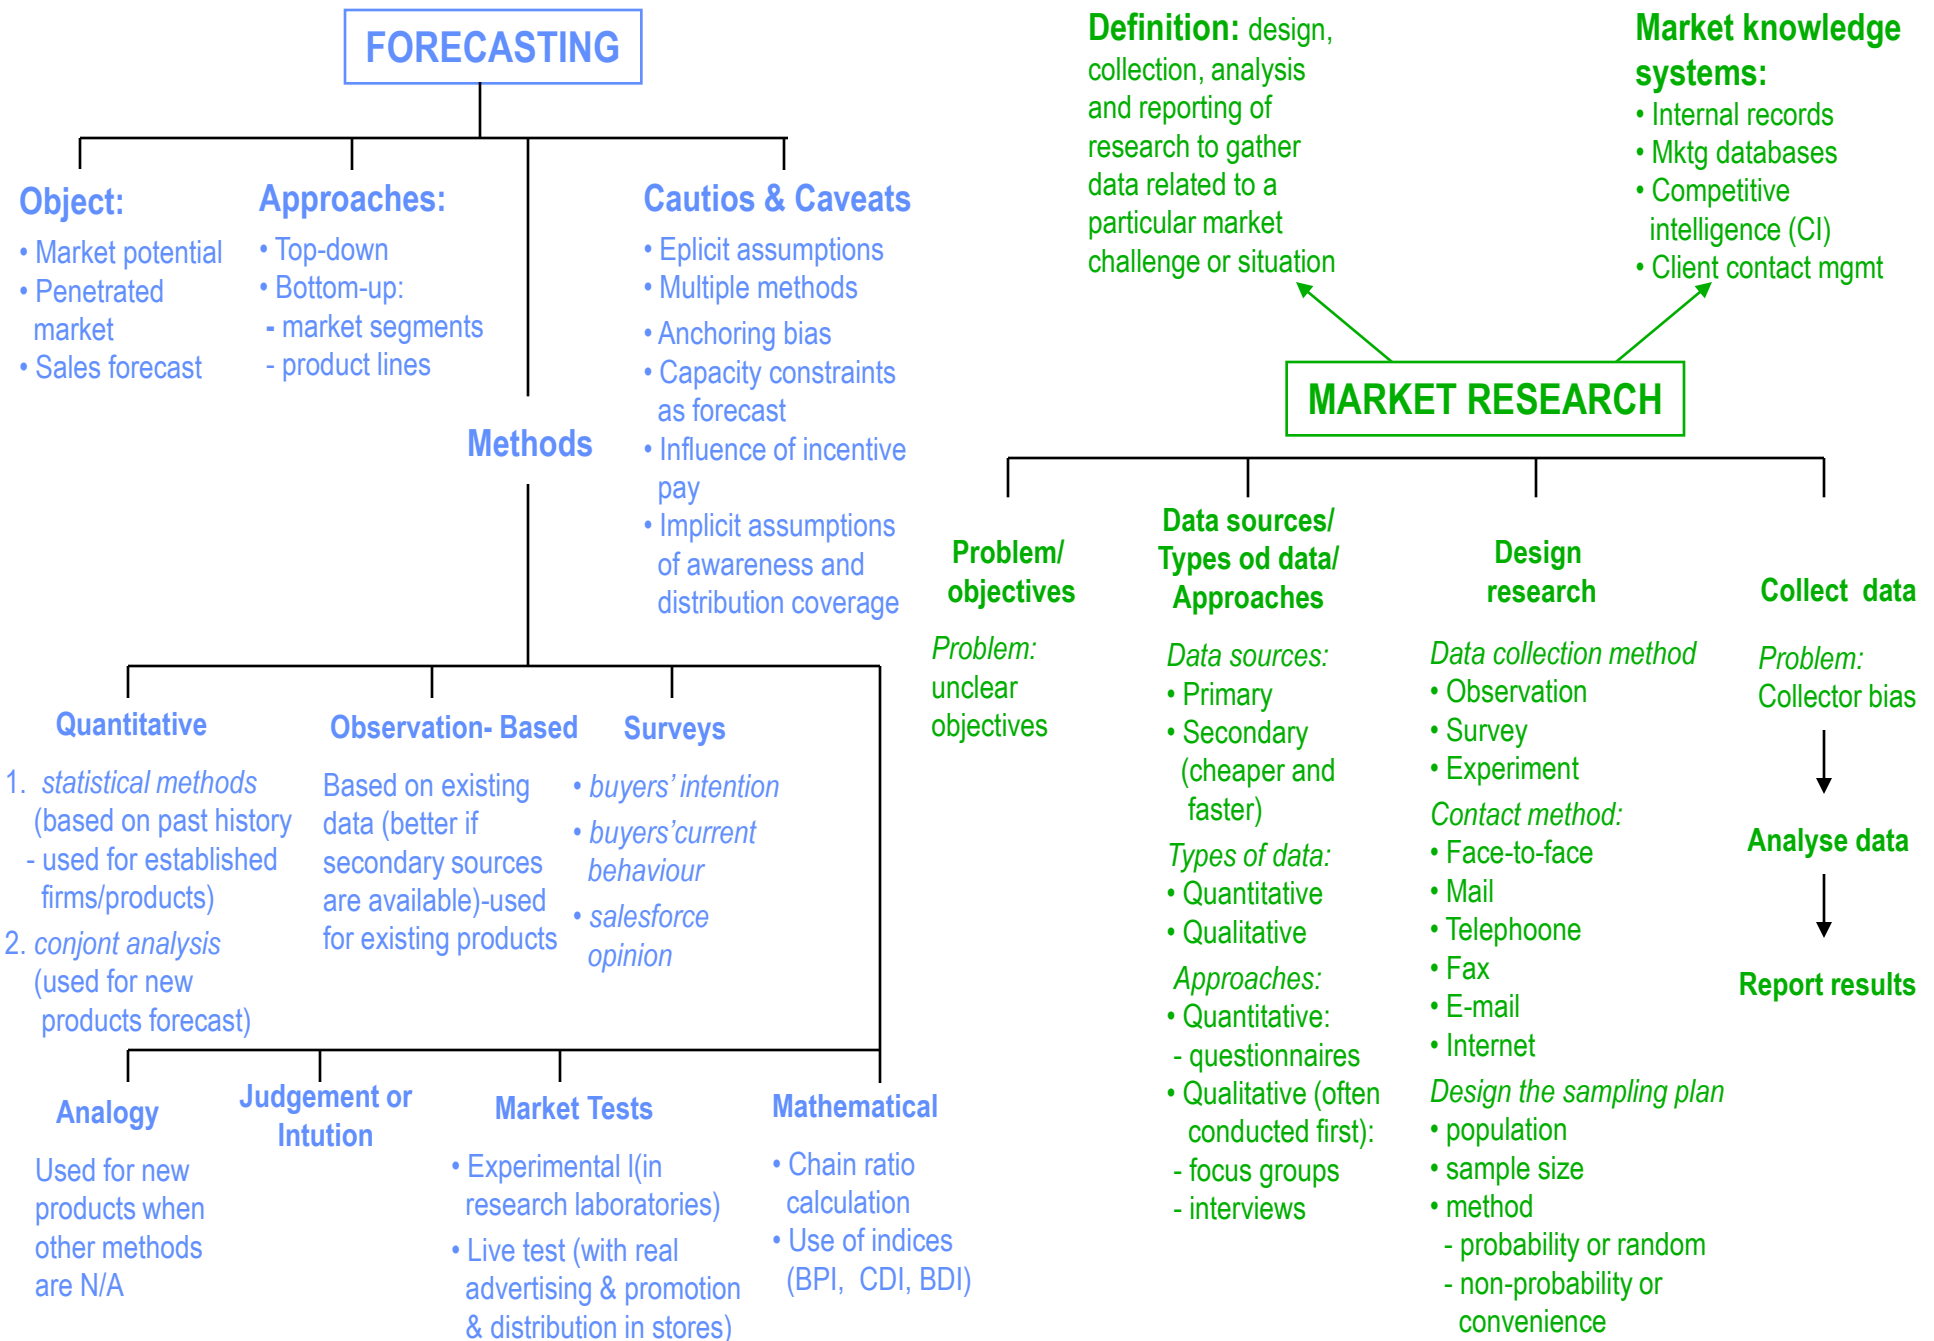 FORECASTING
Object:
• Market potential
• Penetrated
market
• Sales forecast
Approaches:
• Top-down
• Bottom-up:
- market segments
- product lines
Methods
Cautios & Caveats
• Eplicit assumptions
• Multiple methods
• Anchoring bias
• Capacity constraints
as forecast
• Influence of incentive
pay
• Implicit assumptions
of awareness and
distribution coverage
Quantitative
1. statistical methods
(based on past history
- used for established
firms/products)
2. conjont analysis
(used for new
products forecast)
Observation- Based
Based on existing
data (better if
secondary sources
are available)-used
for existing products
Surveys
• buyers’ intention
• buyers’current
behaviour
• salesforce
opinion
Analogy
Used for new
products when
other methods
are N/A
Judgement or
Intution
Market Tests
• Experimental l(in
research laboratories)
• Live test (with real
advertising & promotion
& distribution in stores)
Mathematical
• Chain ratio
calculation
• Use of indices
(BPI, CDI, BDI)
Definition: design,
collection, analysis
and reporting of
research to gather
data related to a
particular market
challenge or situation
Market knowledge
systems:
• Internal records
• Mktg databases
• Competitive
intelligence (CI)
• Client contact mgmt
MARKET RESEARCH
Problem/
objectives
Problem:
unclear
objectives
Data sources/
Types od data/
Approaches
Data sources:
• Primary
• Secondary
(cheaper and
faster)
Types of data:
• Quantitative
• Qualitative
Approaches:
• Quantitative:
- questionnaires
• Qualitative (often
conducted first):
- focus groups
- interviews
Design
research
Data collection method
• Observation
• Survey
• Experiment
Contact method:
• Face-to-face
• Mail
• Telephoone
• Fax
• E-mail
• Internet
Design the sampling plan
• population
• sample size
• method
- probability or random
- non-probability or
convenience
Collect data
Problem:
Collector bias
Analyse data
Report results